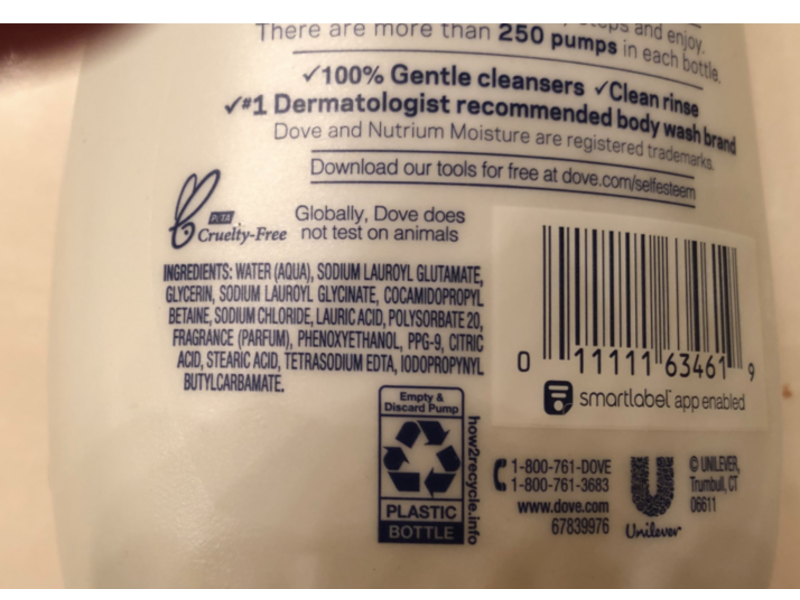 steps and enjoy.
There are more than 250 pumps in each bottle.
✓100% Gentle cleansers ✓Clean rinse
✓#1 Dermatologist recommended body wash brand
Dove and Nutrium Moisture are registered trademarks.
Download our tools for free at dove.com/selfesteem
PETA
Cruelty-Free
Globally, Dove does
not test on animals
INGREDIENTS: WATER (AQUA), SODIUM LAUROYL GLUTAMATE,
GLYCERIN, SODIUM LAUROYL GLYCINATE, COCAMIDOPROPYL
BETAINE, SODIUM CHLORIDE, LAURIC ACID, POLYSORBATE 20,
FRAGRANCE (PARFUM), PHENOXYETHANOL, PPG-9, CITRIC
ACID, STEARIC ACID, TETRASODIUM EDTA, IODOPROPYNYL
BUTYLCARBAMATE.
0 11111 63461 9
smartlabel app enabled
Empty &
Discard Pump
PLASTIC
BOTTLE
how2recycle.info
1-800-761-DOVE
1-800-761-3683
www.dove.com
67839976
Unilever
© UNILEVER,
Trumbull, CT
06611